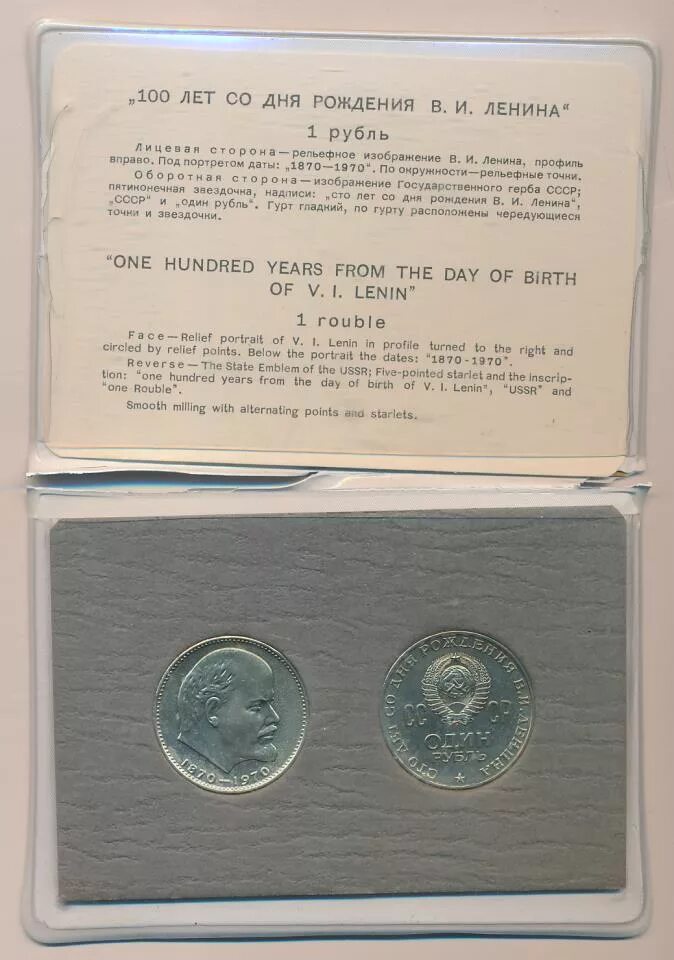 „100 ЛЕТ СО ДНЯ РОЖДЕНИЯ В. И. ЛЕНИНА“
1 рубль
Лицевая сторона—рельефное изображение В. И. Ленина, профиль
вправо. Под портретом даты: „1870—1970“. По окружности—рельефные точки.
Оборотная сторона—изображение Государственного герба СССР;
пятиконечная звездочка, надписи: „сто лет со дня рождения В. И. Ленина“,
„СССР“ и „один рубль“. Гурт гладкий, по гурту расположены чередующиеся
точки и звездочки.
"ONE HUNDRED YEARS FROM THE DAY OF BIRTH
OF V. I. LENIN"
1 rouble
Face—Relief portrait of V. I. Lenin in profile turned to the right and
circled by relief points. Below the portrait the dates: "1870-1970".
Reverse—The State Emblem of the USSR; Five-pointed starlet and the inscrip-
tion: "one hundred years from the day of birth of V. I. Lenin", "USSR" and
"one Rouble".
Smooth milling with alternating points and starlets.
1870—1970
СТО ЛЕТ СО ДНЯ РОЖДЕНИЯ В.И. ЛЕНИНА
СС СР
ОДИН
РУБЛЬ